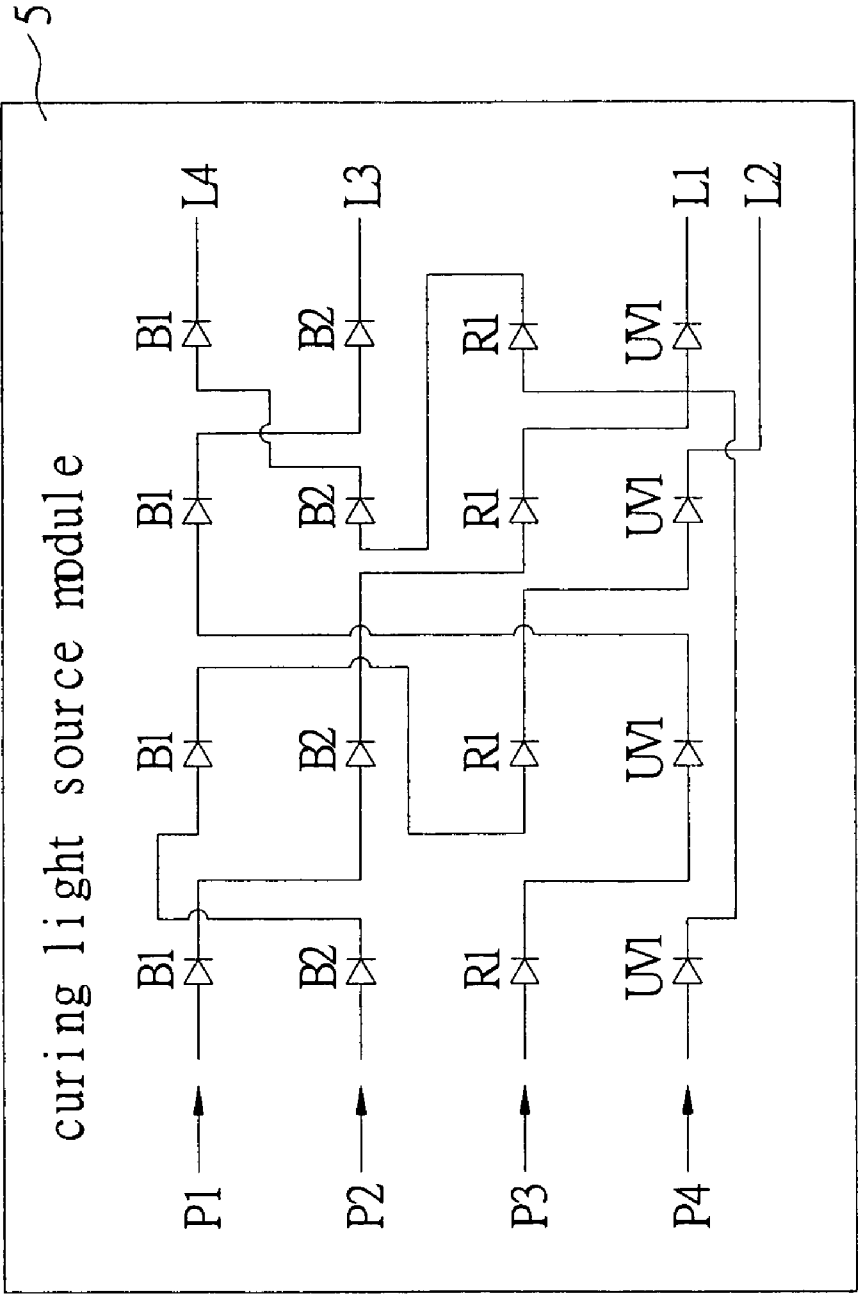 5
curing light source module
B1 B1 B1 B1
P1 L4
B2 B2 B2 B2
P2 L3
R1 R1 R1 R1
P3
UV1 UV1 UV1 UV1
P4 L1
L2